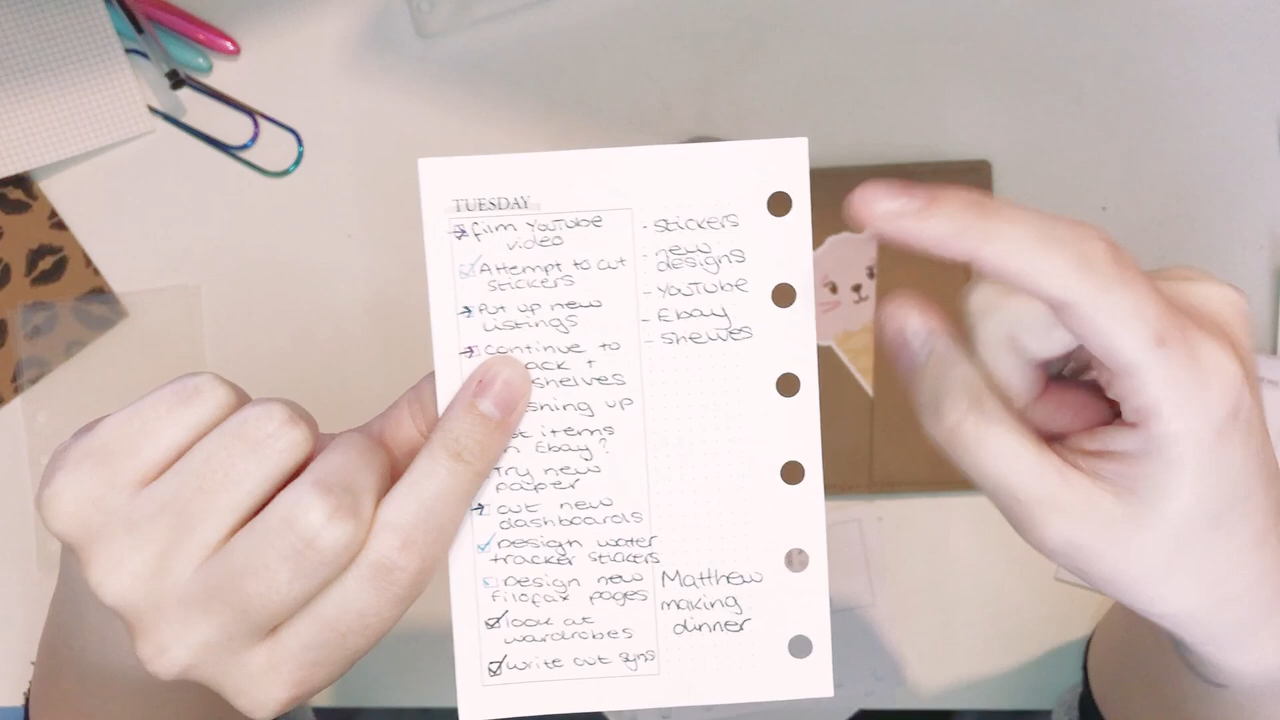 TUESDAY
film YouTube
video
Attempt to cut
stickers
Put up new
listings
continue to
shelves
up
items
Ebay?
Try new
paper
cut new
dashboards
Design water
tracker stickers
Design new
filofax pages
look at
wardrobes
write out syns
- stickers
- new
designs
- YouTube
- Ebay
- shelves
Matthew
making
dinner